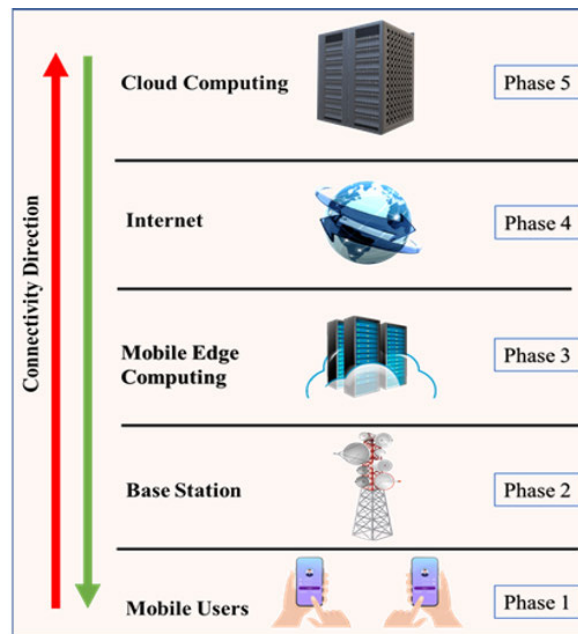 Connectivity Direction
Cloud Computing
Phase 5
Internet
Phase 4
Mobile Edge
Computing
Phase 3
Base Station
Phase 2
Mobile Users
Phase 1